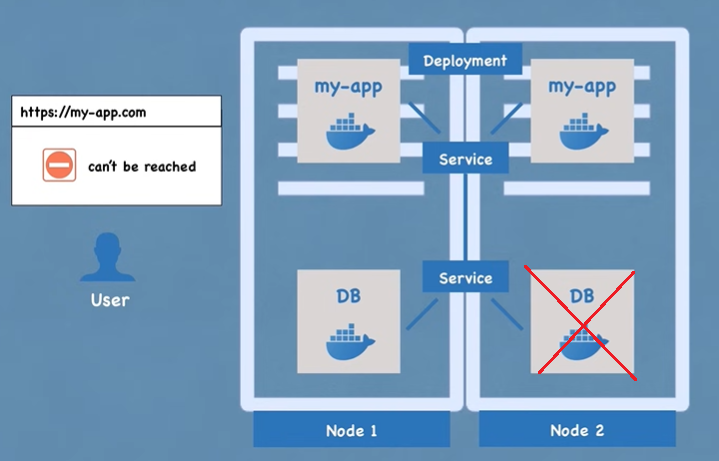 https://my-app.com
can't be reached
User
Deployment
my-app
my-app
Service
Service
DB
DB
Node 1
Node 2